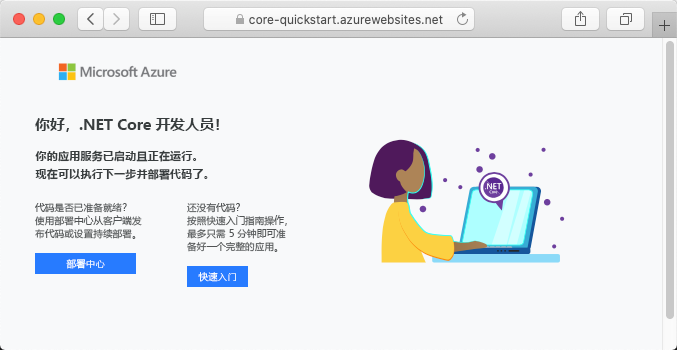 core-quickstart.azurewebsites.net
Microsoft Azure
你好，.NET Core 开发人员！
你的应用服务已启动且正在运行。
现在可以执行下一步并部署代码了。
代码是否已准备就绪？
使用部署中心从客户端发
布代码或设置持续部署。
部署中心
还没有代码？
按照快速入门指南操作，
最多只需 5 分钟即可准
备好一个完整的应用。
快速入门
.NET
Core